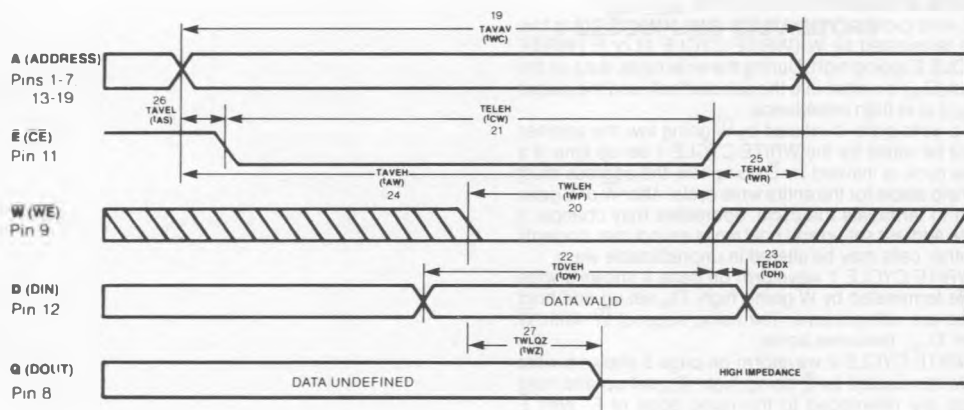 19
TAVAV
(tWC)
A (ADDRESS)
Pins 1-7
13-19
26
TAVEL
(tAS)
TELEH
(tCW)
21
E̅ (C̅E̅)
Pin 11
TAVEH
(tAW)
24
25
TEHAX
(tWR)
TWLEH
(tWP)
20
W̅ (W̅E̅)
Pin 9
22
TDVEH
(tDW)
23
TEHDX
(tDH)
D (DIN)
Pin 12
DATA VALID
27
TWLQZ
(tWZ)
Q (DOUT)
Pin 8
DATA UNDEFINED
HIGH IMPEDANCE